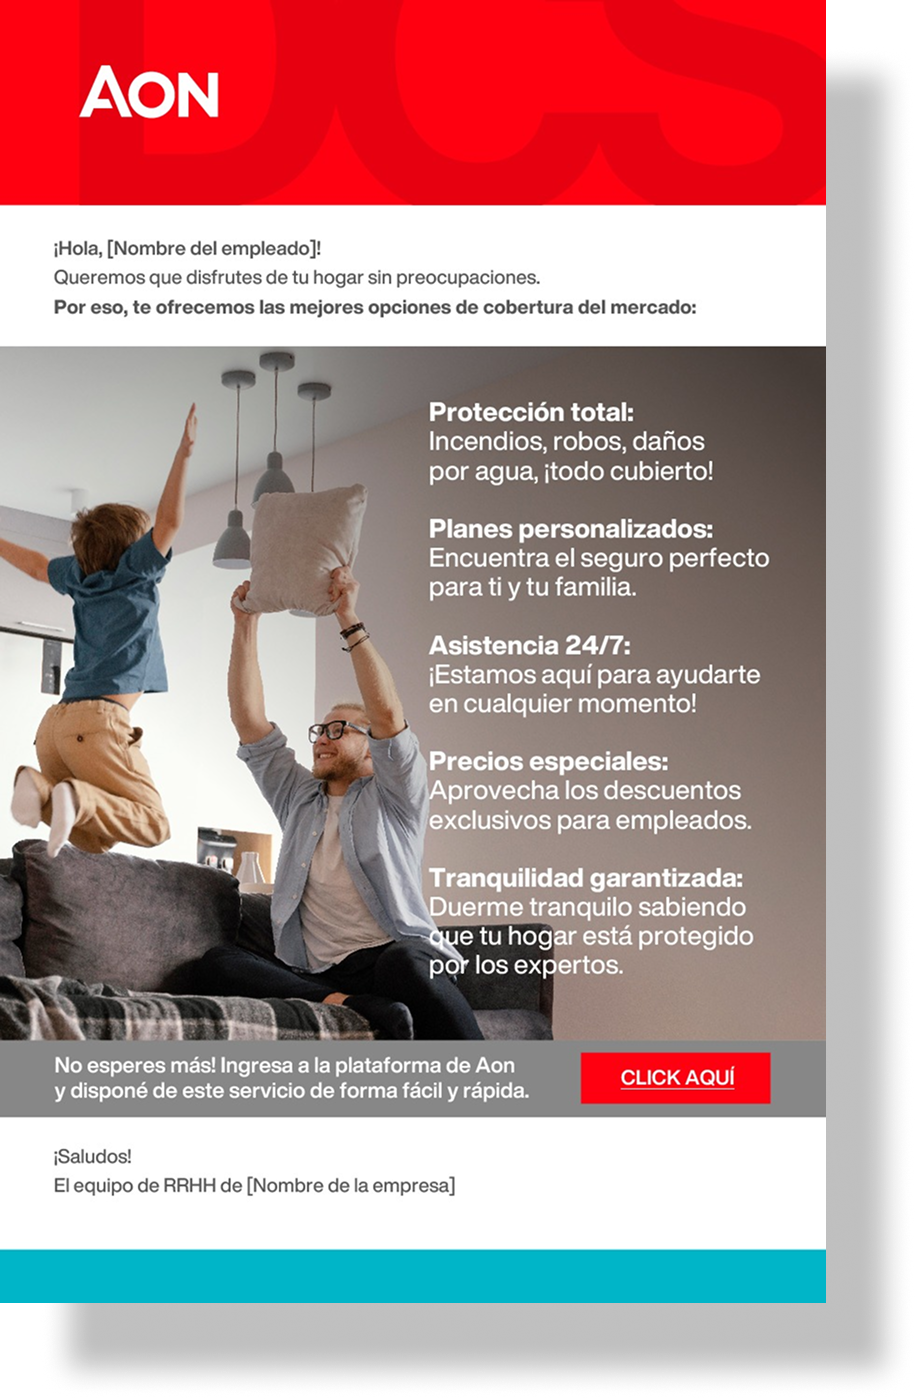 DCS
AON
¡Hola, [Nombre del empleado]!
Queremos que disfrutes de tu hogar sin preocupaciones.
Por eso, te ofrecemos las mejores opciones de cobertura del mercado:
Protección total:
Incendios, robos, daños
por agua, ¡todo cubierto!
Planes personalizados:
Encuentra el seguro perfecto
para ti y tu familia.
Asistencia 24/7:
¡Estamos aquí para ayudarte
en cualquier momento!
Precios especiales:
Aprovecha los descuentos
exclusivos para empleados.
Tranquilidad garantizada:
Duerme tranquilo sabiendo
que tu hogar está protegido
por los expertos.
No esperes más! Ingresa a la plataforma de Aon
y disponé de este servicio de forma fácil y rápida.
CLICK AQUÍ
¡Saludos!
El equipo de RRHH de [Nombre de la empresa]